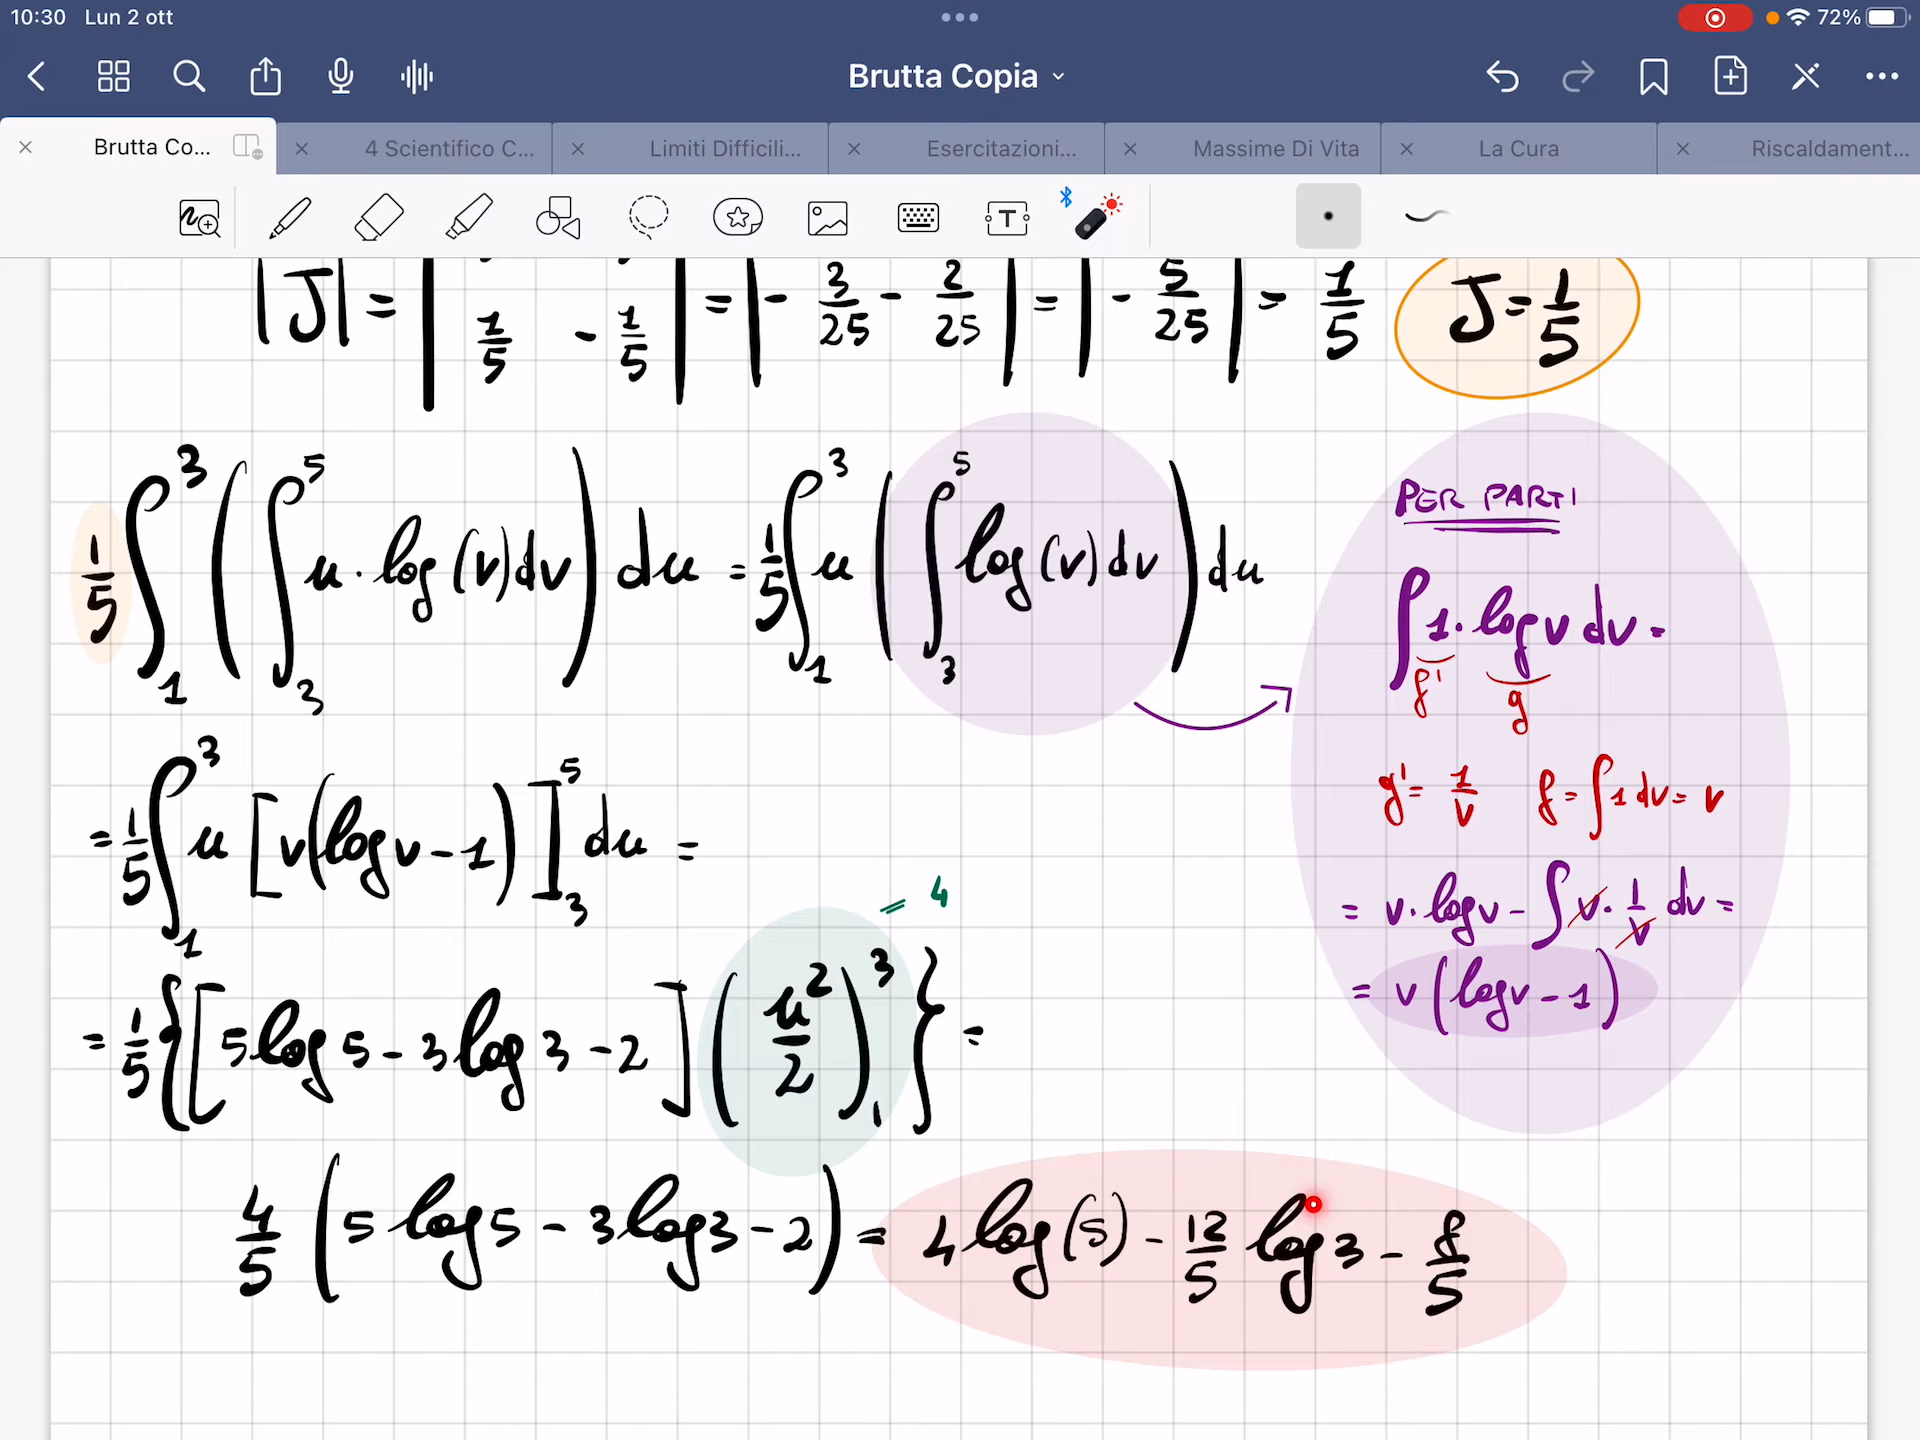 10:30 Lun 2 ott
72%
Brutta Copia
Brutta Co...
4 Scientifico C...
Limiti Difficili...
Esercitazioni...
Massime Di Vita
La Cura
Riscaldament...
|J| = | 1/5 - 1/5 | = | - 3/25 - 2/25 | = | - 5/25 | = 1/5
J = 1/5
1/5 ∫₁³ ( ∫₃⁵ u · log (v) dv ) du = 1/5 ∫₁³ u ( ∫₃⁵ log (v) dv ) du
= 1/5 ∫₁³ u [ v (log v - 1) ]₃⁵ du =
= 4
= 1/5 { [ 5 log 5 - 3 log 3 - 2 ] ( u²/2 )₁³ } =
4/5 ( 5 log 5 - 3 log 3 - 2 ) = 4 log (5) - 12/5 log 3 - 8/5
PER PARTI
∫ 1 · log v dv =
f' g
g' = 1/v f = ∫ 1 dv = v
= v · log v - ∫ v · 1/v dv =
= v ( log v - 1 )